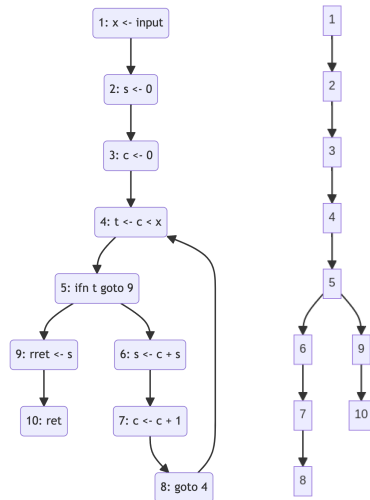 1: x <- input
2: s <- 0
3: c <- 0
4: t <- c < x
5: ifn t goto 9
9: rret <- s
6: s <- c + s
10: ret
7: c <- c + 1
8: goto 4
1
2
3
4
5
6
9
7
10
8